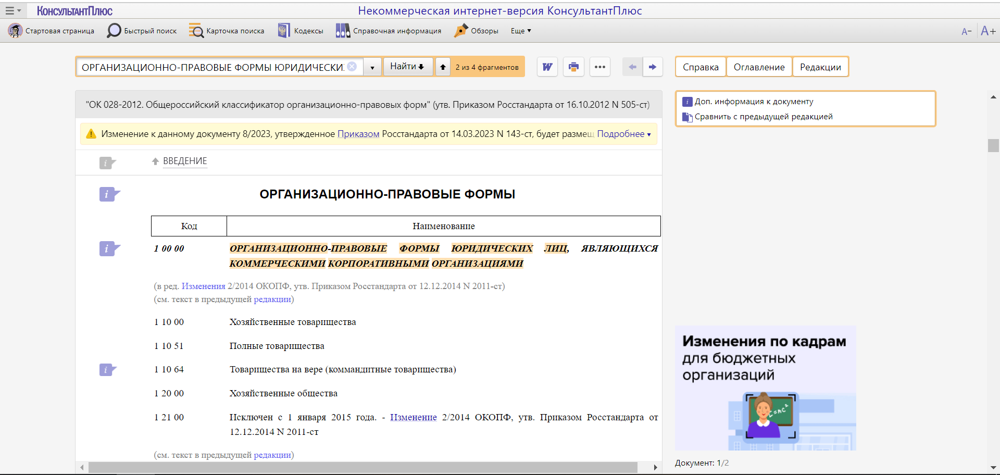 КонсультантПлюс
Некоммерческая интернет-версия КонсультантПлюс
Стартовая страница
Быстрый поиск
Карточка поиска
Кодексы
Справочная информация
Обзоры
Еще
А−
А+
ОРГАНИЗАЦИОННО-ПРАВОВЫЕ ФОРМЫ ЮРИДИЧЕСКИ
Найти
2 из 4 фрагментов
W
Справка
Оглавление
Редакции
"ОК 028-2012. Общероссийский классификатор организационно-правовых форм" (утв. Приказом Росстандарта от 16.10.2012 N 505-ст)
Изменение к данному документу 8/2023, утвержденное Приказом Росстандарта от 14.03.2023 N 143-ст, будет размещ Подробнее
i ВВЕДЕНИЕ
i ОРГАНИЗАЦИОННО-ПРАВОВЫЕ ФОРМЫ
Код Наименование
i 1 00 00 ОРГАНИЗАЦИОННО-ПРАВОВЫЕ ФОРМЫ ЮРИДИЧЕСКИХ ЛИЦ, ЯВЛЯЮЩИХСЯ
КОММЕРЧЕСКИМИ КОРПОРАТИВНЫМИ ОРГАНИЗАЦИЯМИ
(в ред. Изменения 2/2014 ОКОПФ, утв. Приказом Росстандарта от 12.12.2014 N 2011-ст)
(см. текст в предыдущей редакции)
1 10 00 Хозяйственные товарищества
1 10 51 Полные товарищества
i 1 10 64 Товарищества на вере (коммандитные товарищества)
1 20 00 Хозяйственные общества
1 21 00 Исключен с 1 января 2015 года. - Изменение 2/2014 ОКОПФ, утв. Приказом Росстандарта от
12.12.2014 N 2011-ст
(см. текст в предыдущей редакции)
i Доп. информация к документу
Сравнить с предыдущей редакцией
Изменения по кадрам
для бюджетных
организаций
E=mc²
Документ: 1/2